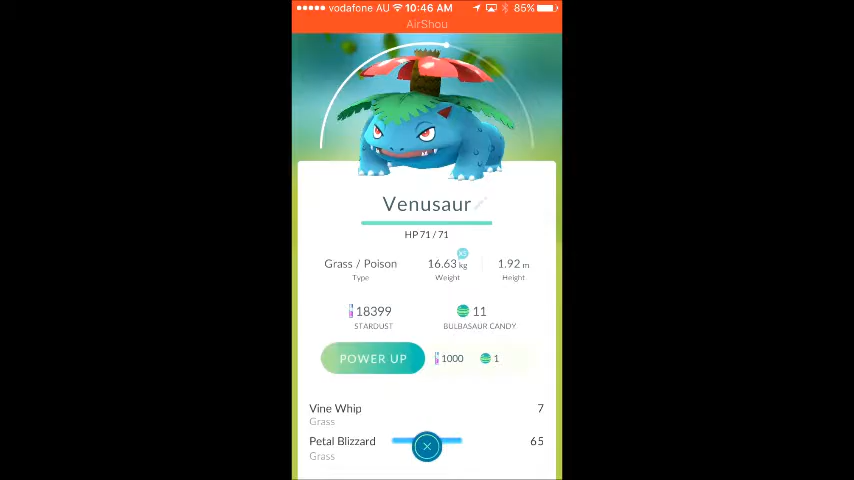 vodafone AU 10:46 AM 85%
AirShou
Venusaur
HP 71 / 71
Grass / Poison 16.63 kg 1.92 m
Type Weight Height
18399 11
STARDUST BULBASAUR CANDY
POWER UP 1000 1
Vine Whip 7
Grass
Petal Blizzard 65
Grass